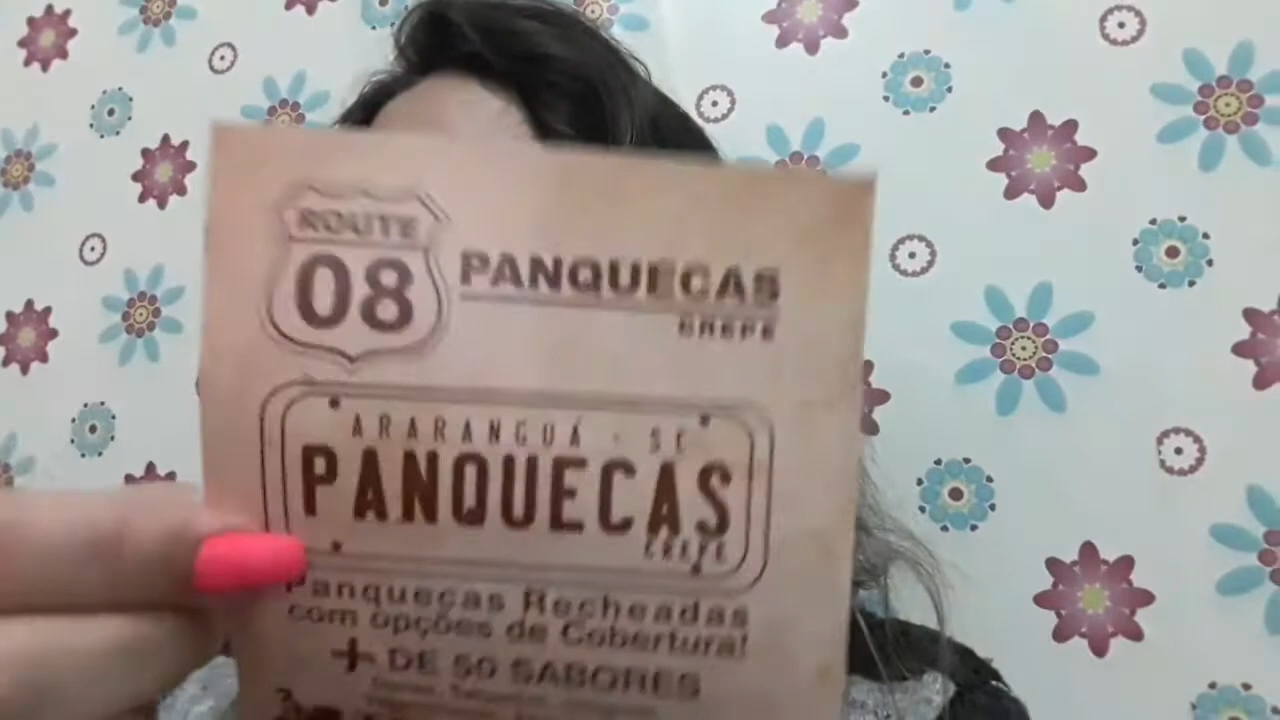 ROUTE
08
PANQUECAS
CREPE
ARARANGUÁ - SC
PANQUECAS
CREPE
Panquecas Recheadas
com opções de Cobertura!
+ DE 50 SABORES